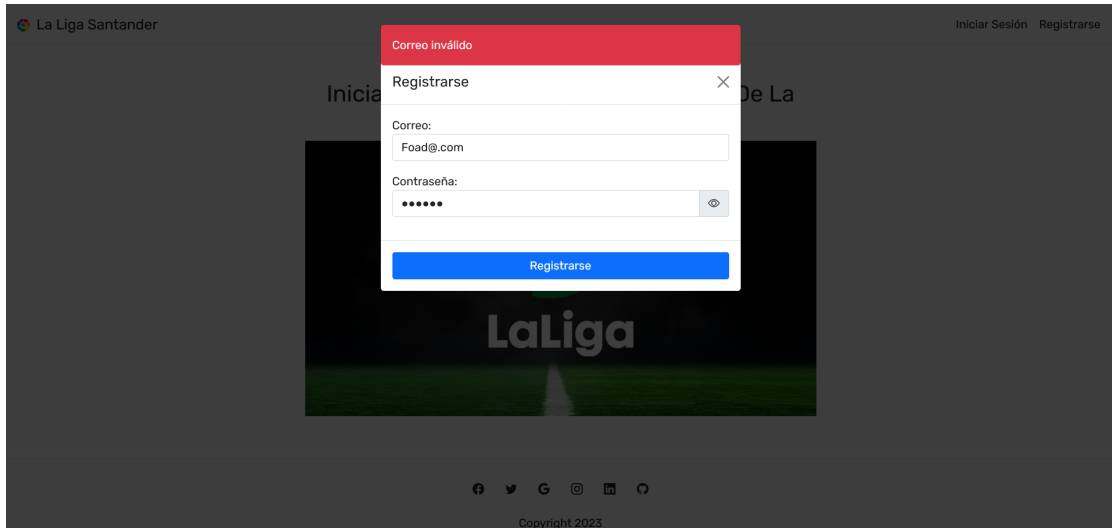 La Liga Santander
Iniciar Sesión Registrarse
Correo inválido
Registrarse
Inicia
De La
Correo:
Foad@.com
Contraseña:
••••••
Registrarse
LaLiga
Copyright 2023